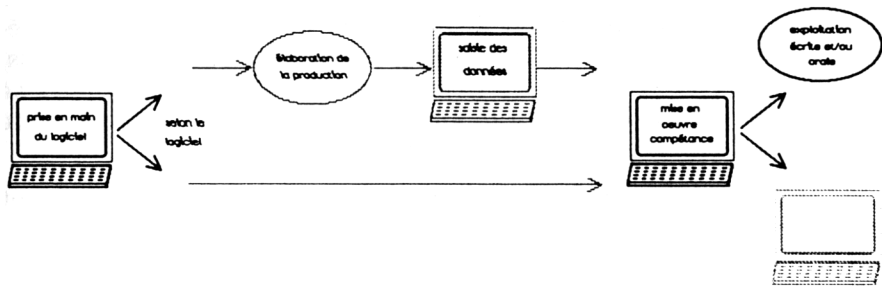 prise en main
du logiciel
selon le
logiciel
élaboration de
la production
saisie des
données
mise en
oeuvre
compétance
exploitation
écrite et/ou
orale